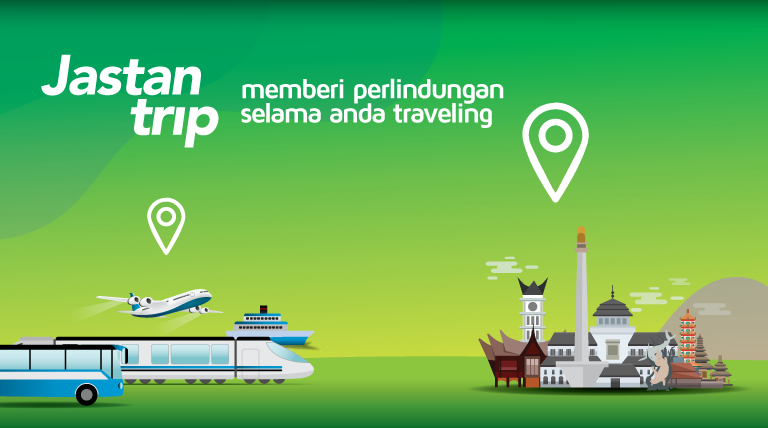 Jastan
trip
memberi perlindungan
selama anda traveling